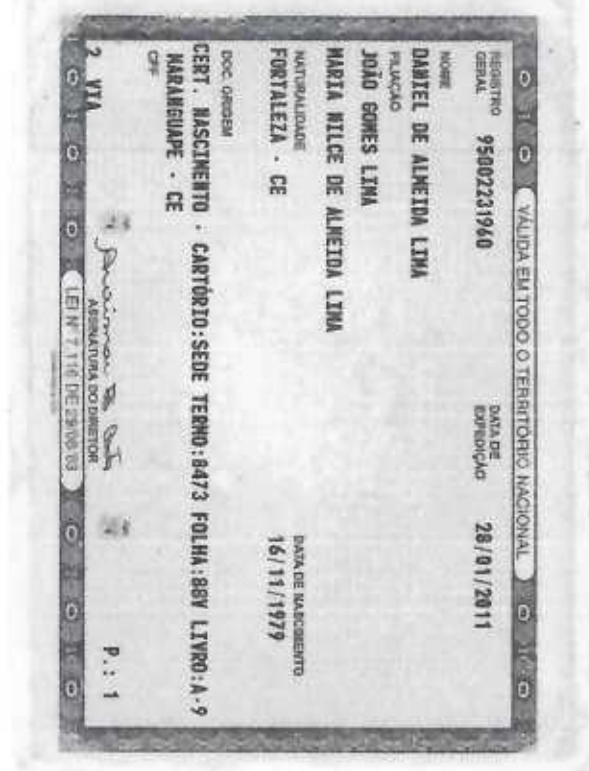 VÁLIDA EM TODO O TERRITÓRIO NACIONAL
REGISTRO GERAL 95002231960 DATA DE EXPEDIÇÃO 28/01/2011
NOME
DANIEL DE ALMEIDA LIMA
FILIAÇÃO
JOÃO GOMES LIMA
MARIA NILCE DE ALMEIDA LIMA
NATURALIDADE DATA DE NASCIMENTO
FORTALEZA - CE 16/11/1979
DOC. ORIGEM
CERT. NASCIMENTO - CARTÓRIO:SEDE TERMO:8473 FOLHA:88V LIVRO:A-9
MARANGUAPE - CE
CPF
2 VIA P.: 1
ASSINATURA DO DIRETOR
LEI Nº 7.116 DE 29/08/83